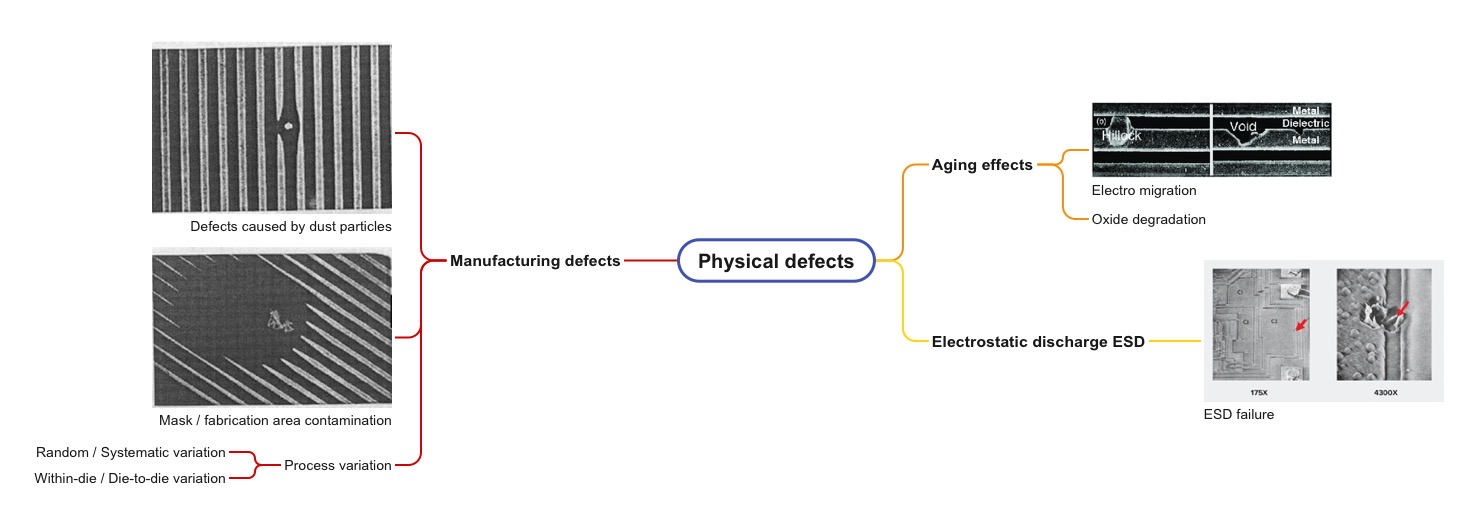 Physical defects
Manufacturing defects
Defects caused by dust particles
Mask / fabrication area contamination
Process variation
Random / Systematic variation
Within-die / Die-to-die variation
Aging effects
Hillock
Void
Metal
Dielectric
Metal
Electro migration
Oxide degradation
Electrostatic discharge ESD
175X
4300X
ESD failure